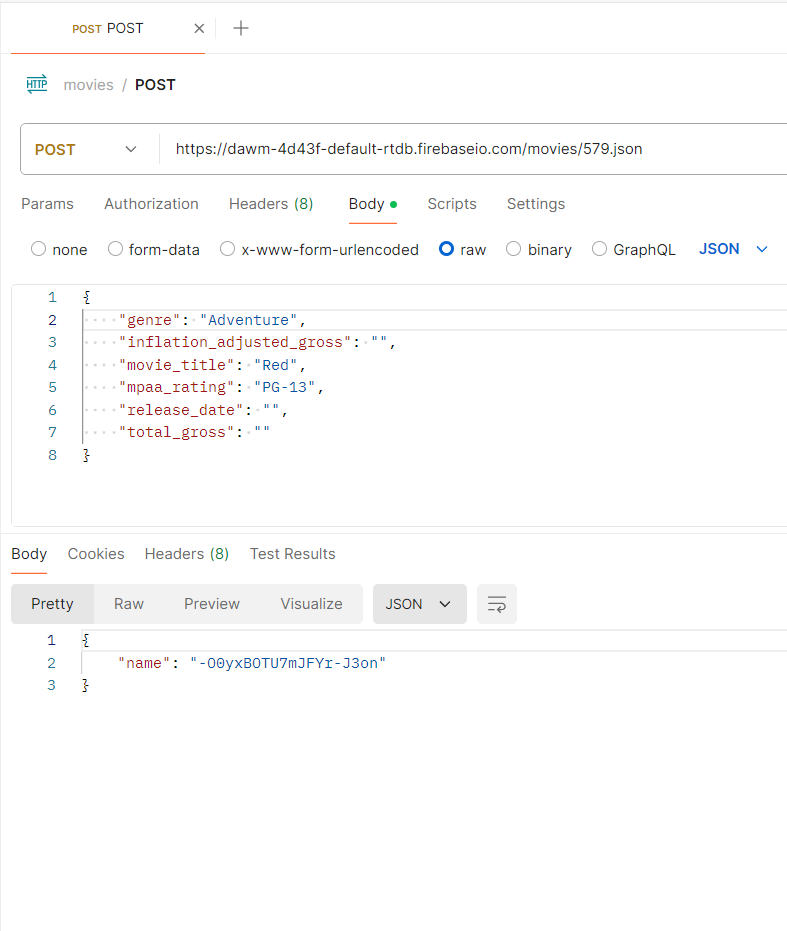 POST POST
movies / POST
POST https://dawm-4d43f-default-rtdb.firebaseio.com/movies/579.json
Params Authorization Headers (8) Body Scripts Settings
none form-data x-www-form-urlencoded raw binary GraphQL JSON
1 {
2 "genre": "Adventure",
3 "inflation_adjusted_gross": "",
4 "movie_title": "Red",
5 "mpaa_rating": "PG-13",
6 "release_date": "",
7 "total_gross": ""
8 }
Body Cookies Headers (8) Test Results
Pretty Raw Preview Visualize JSON
1 {
2 "name": "-O0yxBOTU7mJFYr-J3on"
3 }